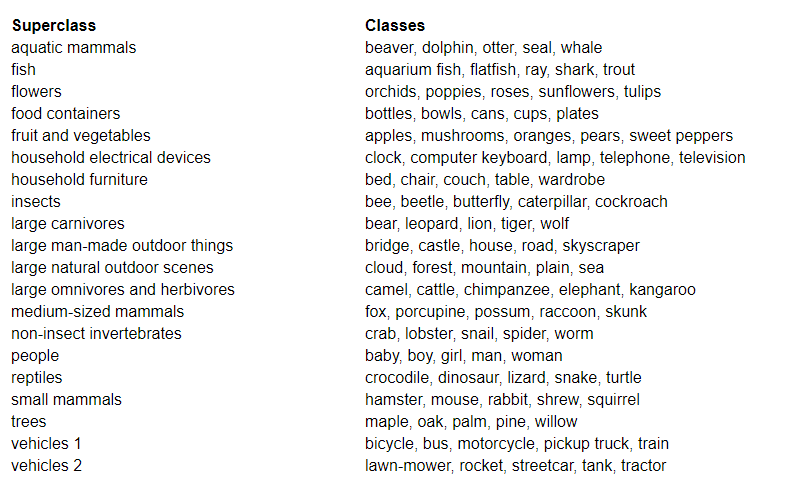 Superclass Classes
aquatic mammals beaver, dolphin, otter, seal, whale
fish aquarium fish, flatfish, ray, shark, trout
flowers orchids, poppies, roses, sunflowers, tulips
food containers bottles, bowls, cans, cups, plates
fruit and vegetables apples, mushrooms, oranges, pears, sweet peppers
household electrical devices clock, computer keyboard, lamp, telephone, television
household furniture bed, chair, couch, table, wardrobe
insects bee, beetle, butterfly, caterpillar, cockroach
large carnivores bear, leopard, lion, tiger, wolf
large man-made outdoor things bridge, castle, house, road, skyscraper
large natural outdoor scenes cloud, forest, mountain, plain, sea
large omnivores and herbivores camel, cattle, chimpanzee, elephant, kangaroo
medium-sized mammals fox, porcupine, possum, raccoon, skunk
non-insect invertebrates crab, lobster, snail, spider, worm
people baby, boy, girl, man, woman
reptiles crocodile, dinosaur, lizard, snake, turtle
small mammals hamster, mouse, rabbit, shrew, squirrel
trees maple, oak, palm, pine, willow
vehicles 1 bicycle, bus, motorcycle, pickup truck, train
vehicles 2 lawn-mower, rocket, streetcar, tank, tractor